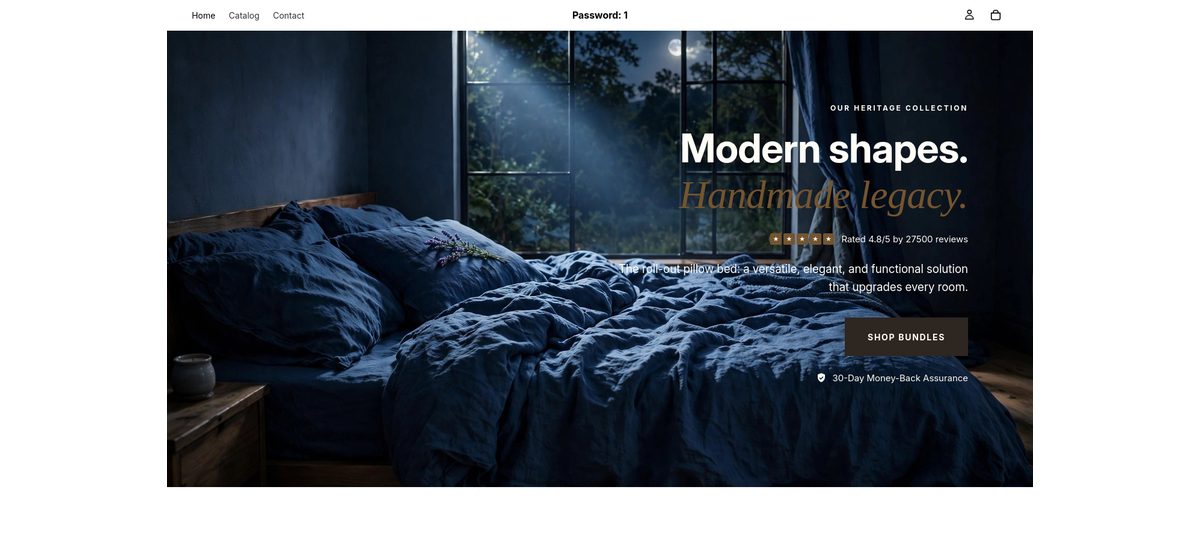 Home Catalog Contact Password: 1
OUR HERITAGE COLLECTION
Modern shapes.
Handmade legacy.
Rated 4.8/5 by 27500 reviews
The roll-out pillow bed: a versatile, elegant, and functional solution
that upgrades every room.
SHOP BUNDLES
30-Day Money-Back Assurance